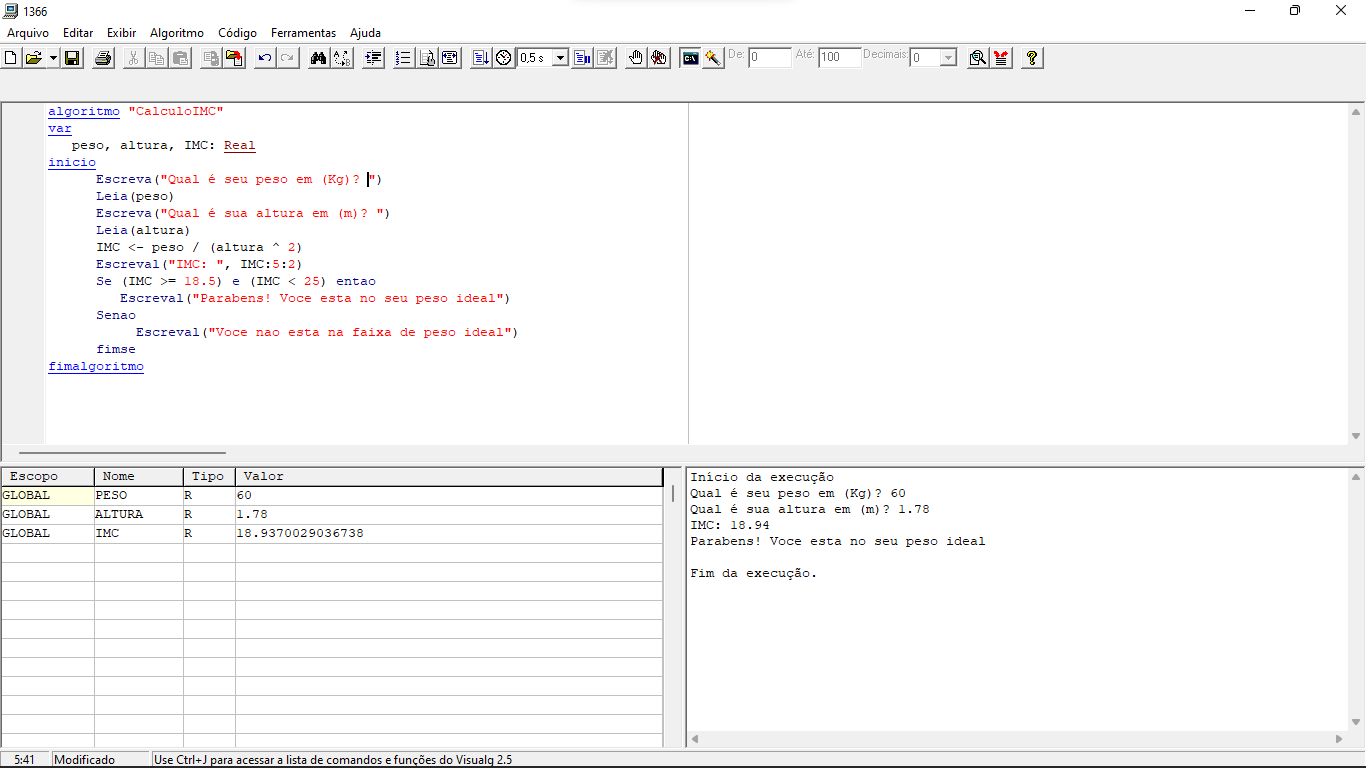 1366
Arquivo Editar Exibir Algoritmo Código Ferramentas Ajuda
0,5 s De: 0 Até: 100 Decimais: 0
algoritmo "CalculoIMC"
var
peso, altura, IMC: Real
inicio
Escreva("Qual é seu peso em (Kg)? ")
Leia(peso)
Escreva("Qual é sua altura em (m)? ")
Leia(altura)
IMC <- peso / (altura ^ 2)
Escreval("IMC: ", IMC:5:2)
Se (IMC >= 18.5) e (IMC < 25) entao
Escreval("Parabens! Voce esta no seu peso ideal")
Senao
Escreval("Voce nao esta na faixa de peso ideal")
fimse
fimalgoritmo
Escopo Nome Tipo Valor
GLOBAL PESO R 60
GLOBAL ALTURA R 1.78
GLOBAL IMC R 18.9370029036738
Início da execução
Qual é seu peso em (Kg)? 60
Qual é sua altura em (m)? 1.78
IMC: 18.94
Parabens! Voce esta no seu peso ideal
Fim da execução.
5:41 Modificado Use Ctrl+J para acessar a lista de comandos e funções do Visualg 2.5